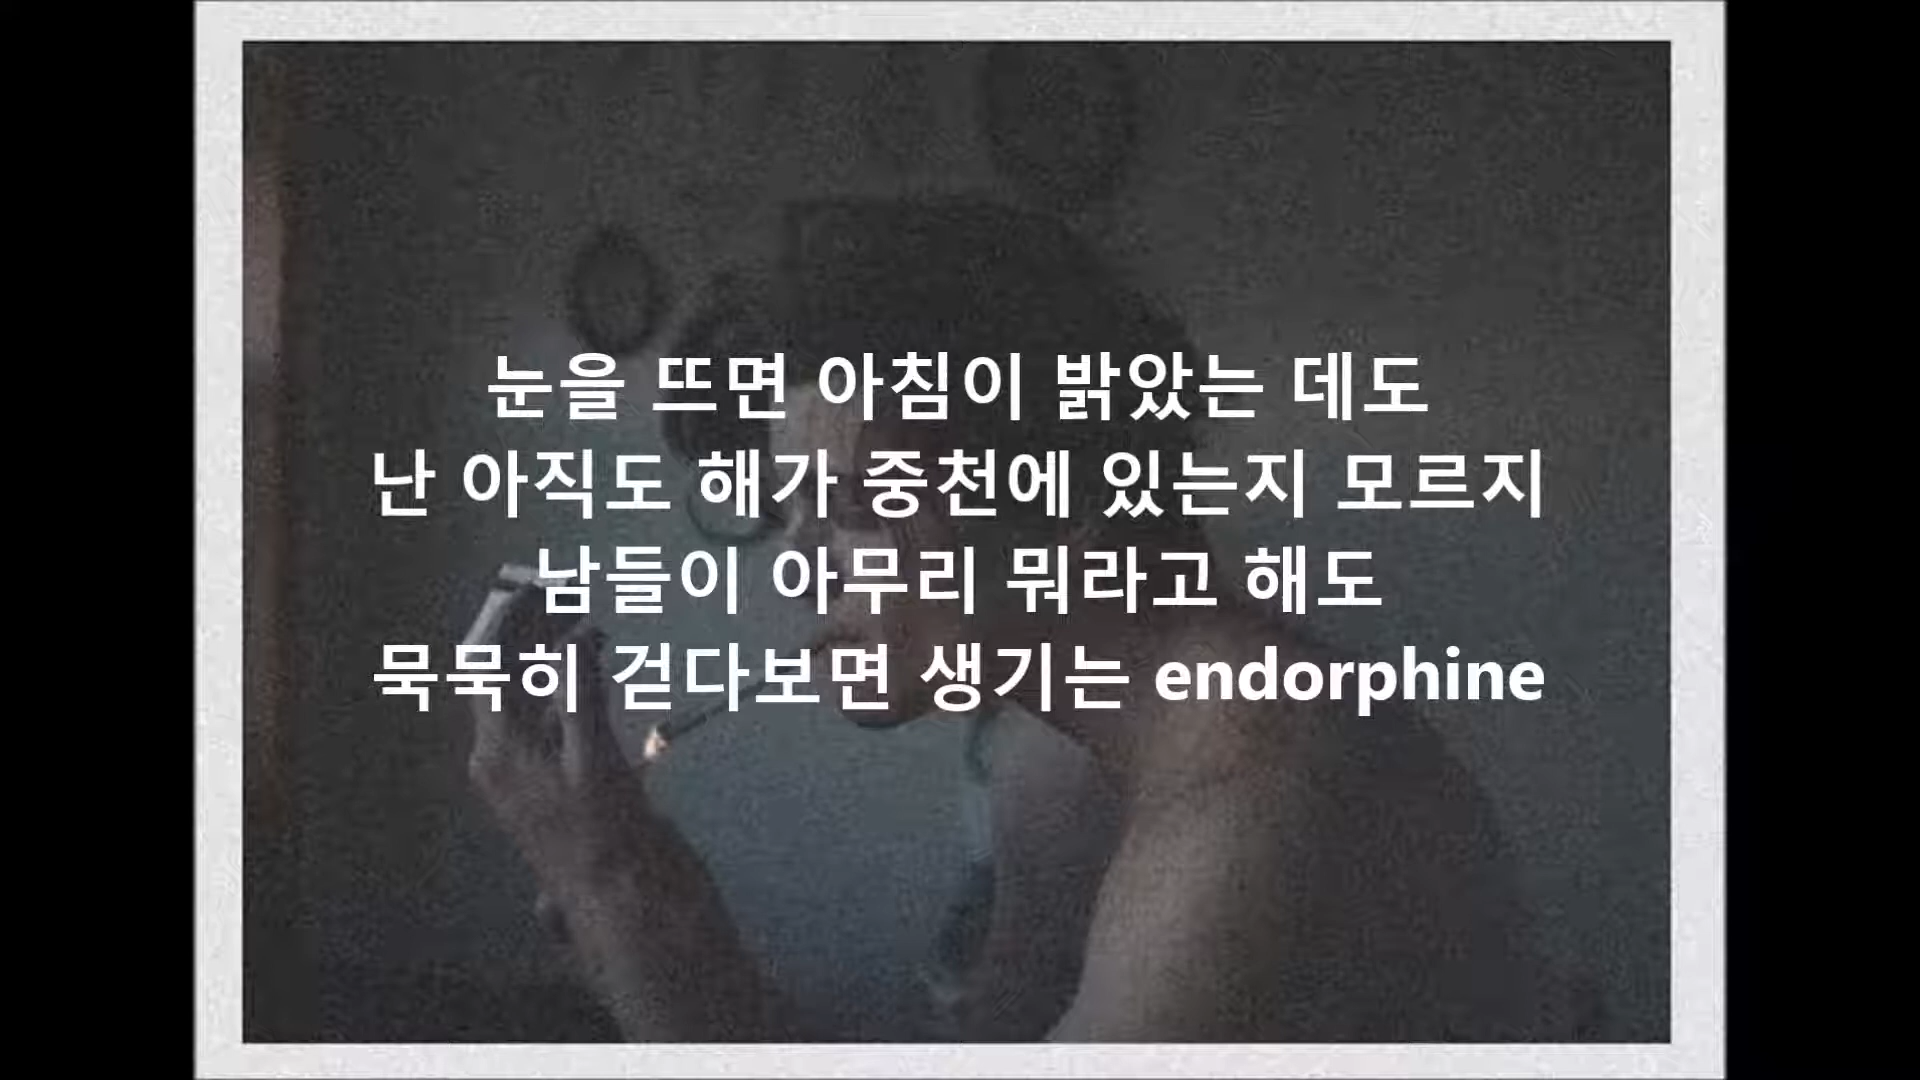 눈을 뜨면 아침이 밝았는 데도
난 아직도 해가 중천에 있는지 모르지
남들이 아무리 뭐라고 해도
묵묵히 걷다보면 생기는 endorphine